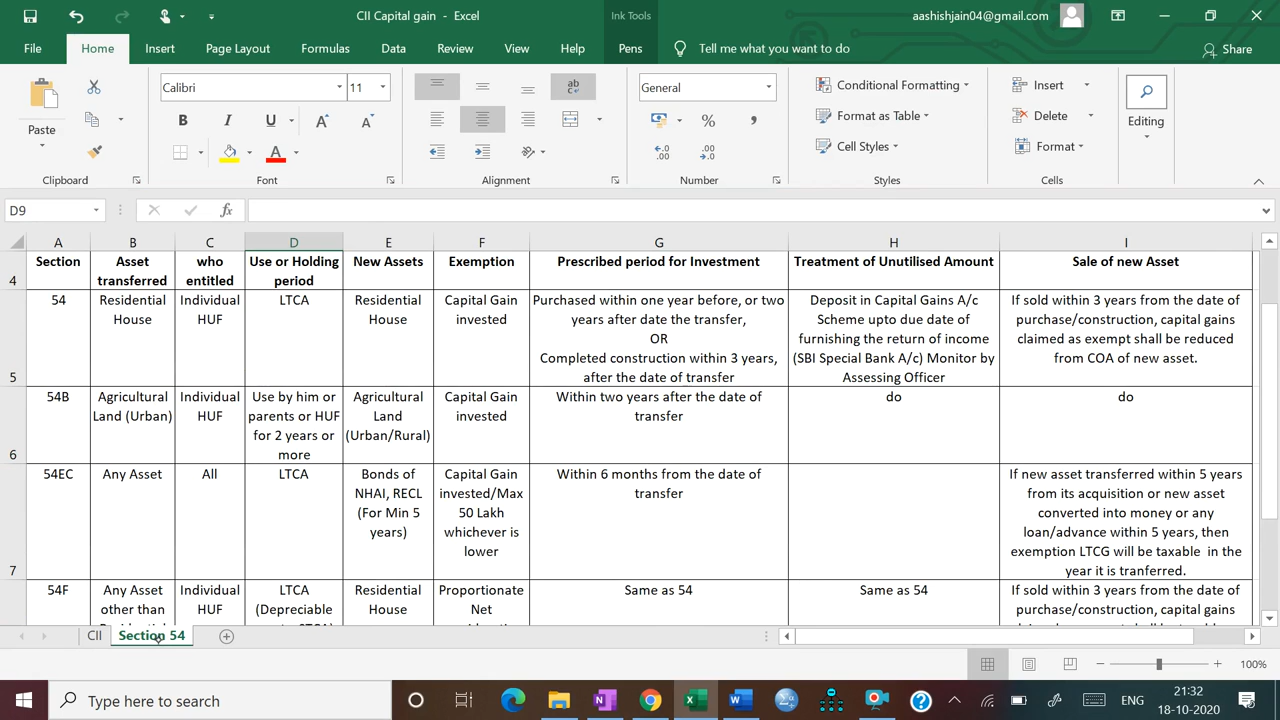 CII Capital gain - Excel
Ink Tools
aashishjain04@gmail.com
File
Home
Insert
Page Layout
Formulas
Data
Review
View
Help
Pens
Tell me what you want to do
Share
Paste
Clipboard
Calibri
11
B I U A A
A
Font
ab
c
Alignment
General
% ,
.0 .00
.00 .0
Number
Conditional Formatting
Format as Table
Cell Styles
Styles
Insert
Delete
Format
Cells
Editing
D9
fx
A B C D E F G H I
4
Section
Asset
transferred
who
entitled
Use or Holding
period
New Assets
Exemption
Prescribed period for Investment
Treatment of Unutilised Amount
Sale of new Asset
5
54
Residential
House
Individual
HUF
LTCA
Residential
House
Capital Gain
invested
Purchased within one year before, or two
years after date the transfer,
OR
Completed construction within 3 years,
after the date of transfer
Deposit in Capital Gains A/c
Scheme upto due date of
furnishing the return of income
(SBI Special Bank A/c) Monitor by
Assessing Officer
If sold within 3 years from the date of
purchase/construction, capital gains
claimed as exempt shall be reduced
from COA of new asset.
6
54B
Agricultural
Land (Urban)
Individual
HUF
Use by him or
parents or HUF
for 2 years or
more
Agricultural
Land
(Urban/Rural)
Capital Gain
invested
Within two years after the date of
transfer
do
do
7
54EC
Any Asset
All
LTCA
Bonds of
NHAI, RECL
(For Min 5
years)
Capital Gain
invested/Max
50 Lakh
whichever is
lower
Within 6 months from the date of
transfer
If new asset transferred within 5 years
from its acquisition or new asset
converted into money or any
loan/advance within 5 years, then
exemption LTCG will be taxable in the
year it is tranferred.
54F
Any Asset
other than
Individual
HUF
LTCA
(Depreciable
Residential
House
Proportionate
Net
Same as 54
Same as 54
If sold within 3 years from the date of
purchase/construction, capital gains
CII
Section 54
100%
Type here to search
ENG
21:32
18-10-2020